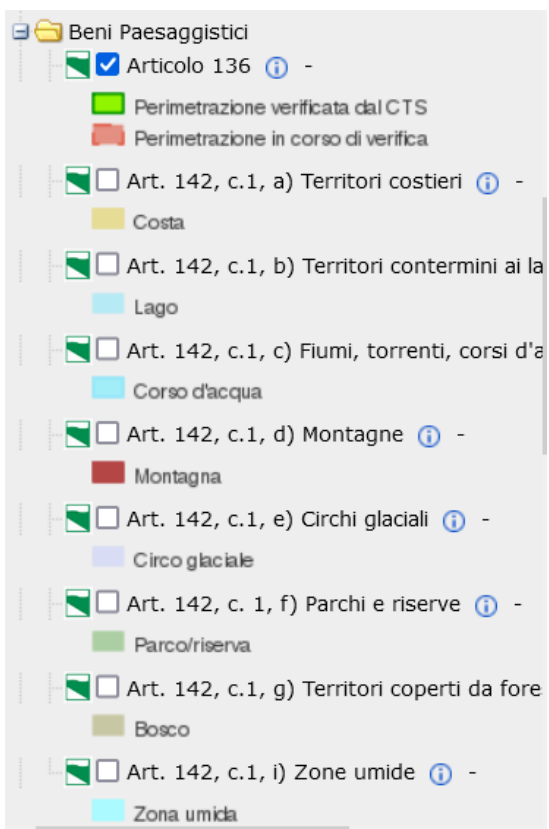 Beni Paesaggistici
Articolo 136 -
Perimetrazione verificata dal CTS
Perimetrazione in corso di verifica
Art. 142, c.1, a) Territori costieri -
Costa
Art. 142, c.1, b) Territori contermini ai la
Lago
Art. 142, c.1, c) Fiumi, torrenti, corsi d'a
Corso d'acqua
Art. 142, c.1, d) Montagne -
Montagna
Art. 142, c.1, e) Circhi glaciali -
Circo glaciale
Art. 142, c. 1, f) Parchi e riserve -
Parco/riserva
Art. 142, c.1, g) Territori coperti da fore
Bosco
Art. 142, c.1, i) Zone umide -
Zona umida